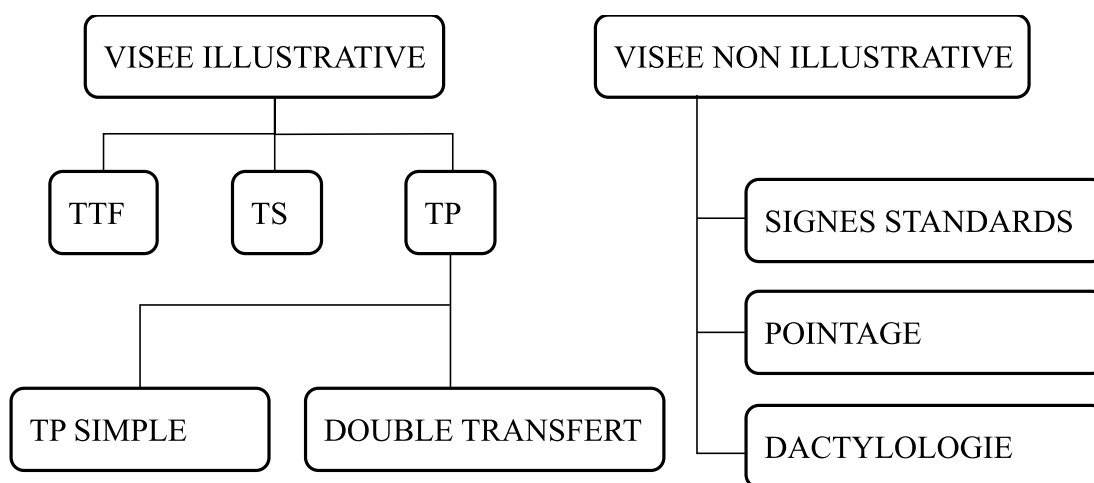 VISEE ILLUSTRATIVE
TTF
TS
TP
TP SIMPLE
DOUBLE TRANSFERT
VISEE NON ILLUSTRATIVE
SIGNES STANDARDS
POINTAGE
DACTYLOLOGIE